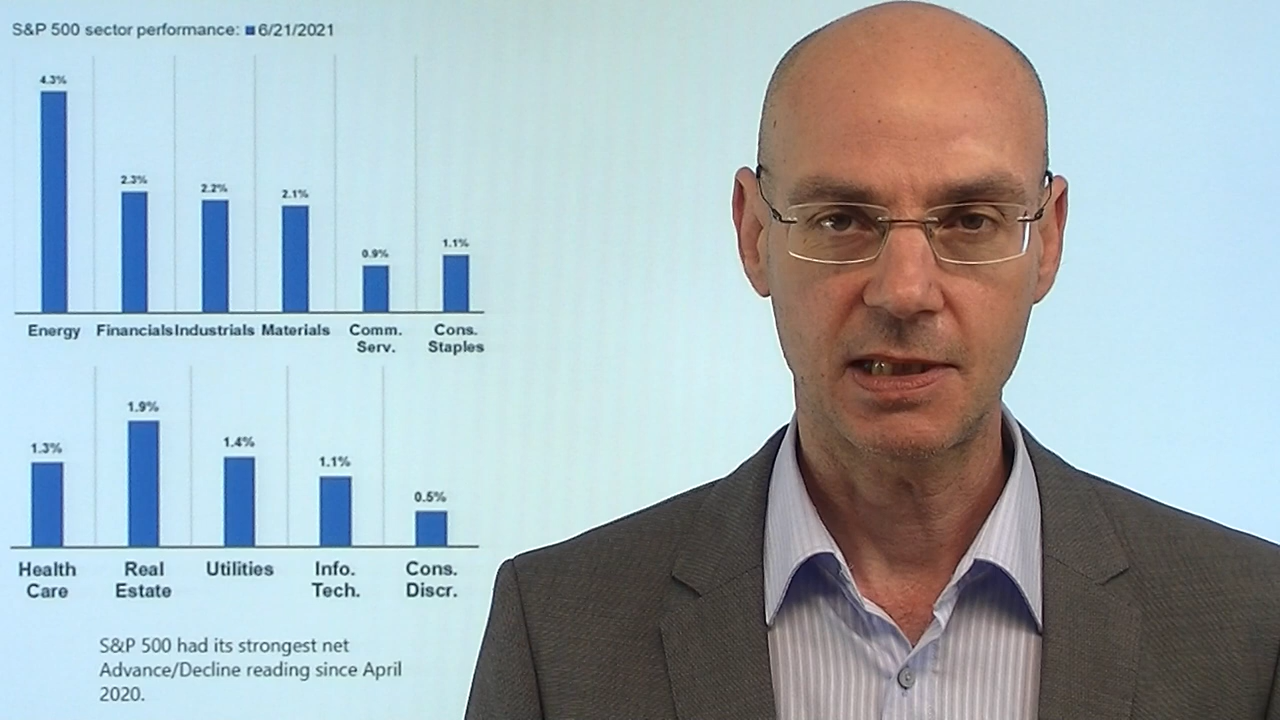 S&P 500 sector performance: 6/21/2021
4.3%
2.3%
2.2%
2.1%
0.9%
1.1%
Energy Financials Industrials Materials Comm. Serv. Cons. Staples
1.3%
1.9%
1.4%
1.1%
0.5%
Health Care Real Estate Utilities Info. Tech. Cons. Discr.
S&P 500 had its strongest net
Advance/Decline reading since April
2020.